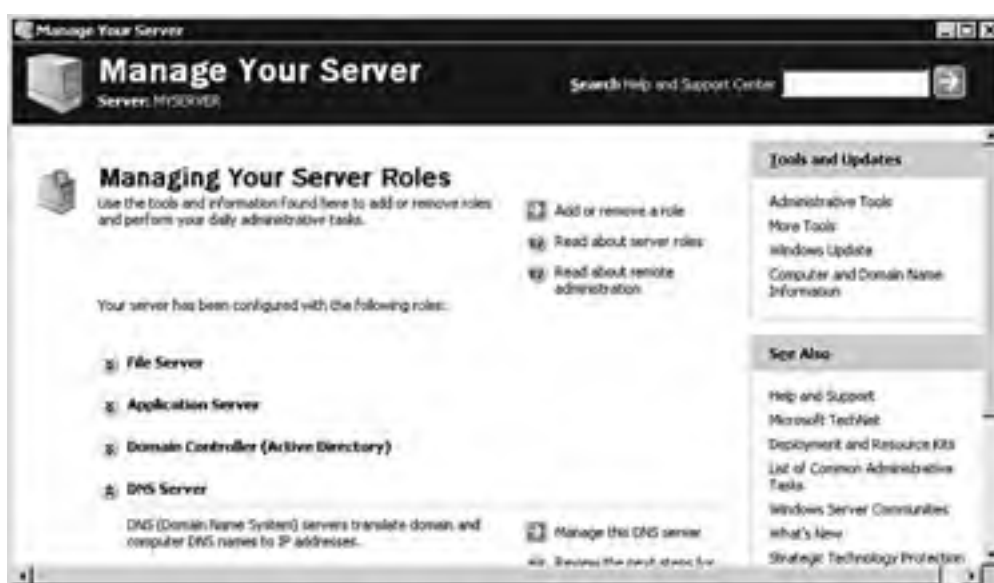 Manage Your Server
Manage Your Server
Server: MYSERVER
Search Help and Support Center
Managing Your Server Roles
Use the tools and information found here to add or remove roles
and perform your daily administrative tasks.
Add or remove a role
Read about server roles
Read about remote
administration
Your server has been configured with the following roles:
File Server
Application Server
Domain Controller (Active Directory)
DNS Server
DNS (Domain Name System) servers translate domain and
computer DNS names to IP addresses.
Manage this DNS server
Review the next steps for
Tools and Updates
Administrative Tools
More Tools
Windows Update
Computer and Domain Name
Information
See Also
Help and Support
Microsoft TechNet
Deployment and Resource Kits
List of Common Administrative
Tasks
Windows Server Communities
What's New
Strategic Technology Protection